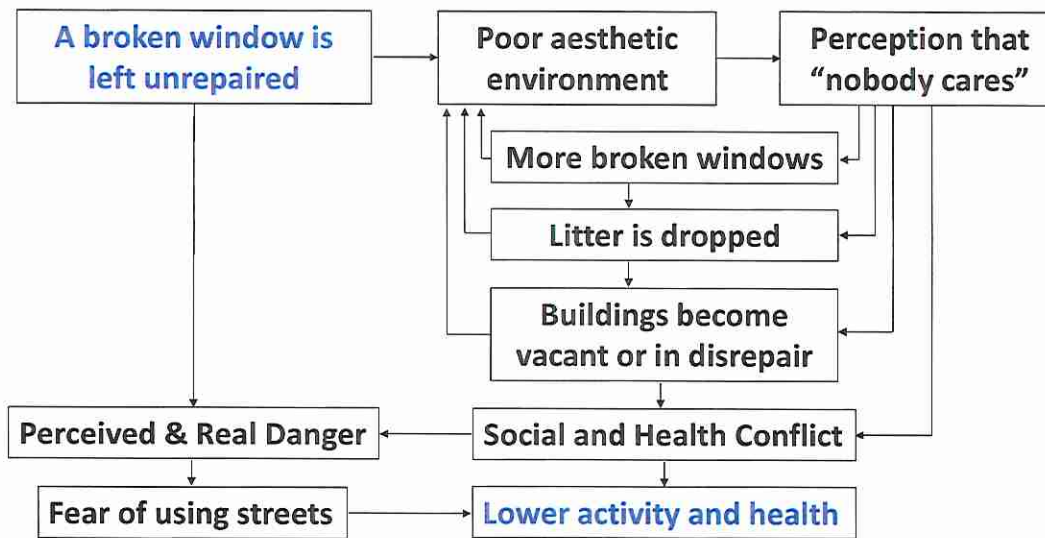 A broken window is
left unrepaired
Poor aesthetic
environment
Perception that
“nobody cares”
More broken windows
Litter is dropped
Buildings become
vacant or in disrepair
Perceived & Real Danger
Social and Health Conflict
Fear of using streets
Lower activity and health